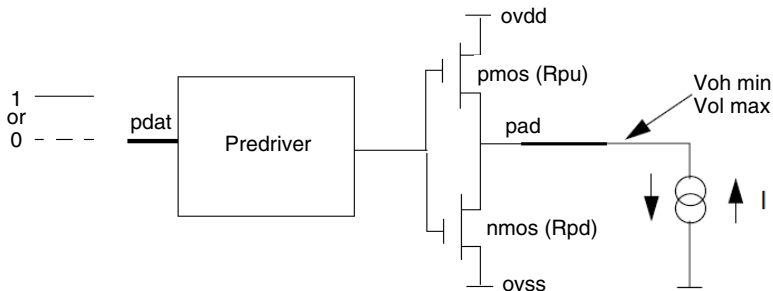 ovdd
pmos (Rpu)
Voh min
Vol max
1
or
0
pdat
Predriver
pad
I
nmos (Rpd)
ovss